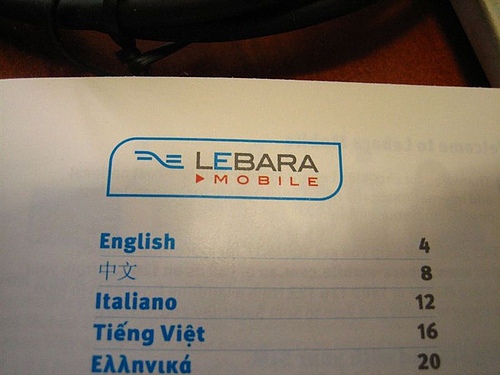 LEBARA
MOBILE
English 4
中文 8
Italiano 12
Tiếng Việt 16
Ελληνικά 20